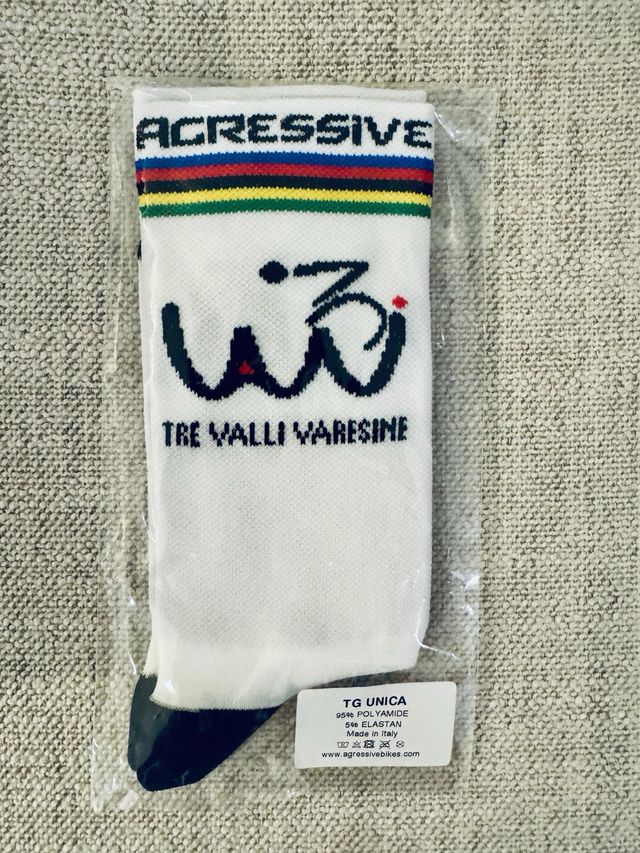 AGRESSIVE
TRE VALLI VARESINE
TG UNICA
95% POLYAMIDE
5% ELASTAN
Made in Italy
www.agressivebikes.com